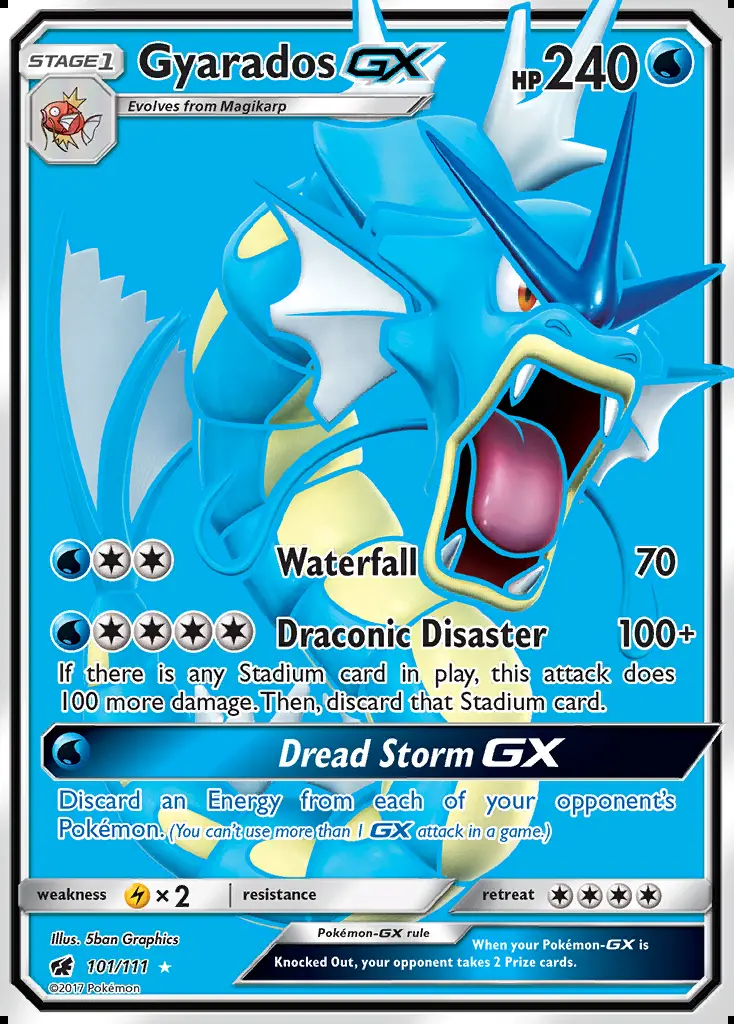 STAGE1
Gyarados GX
HP240
Evolves from Magikarp
Waterfall 70
Draconic Disaster 100+
If there is any Stadium card in play, this attack does
100 more damage. Then, discard that Stadium card.
Dread Storm GX
Discard an Energy from each of your opponent's
Pokémon. (You can't use more than 1 GX attack in a game.)
weakness ×2 resistance retreat
Illus. 5ban Graphics
101/111
©2017 Pokémon
Pokémon-GX rule
When your Pokémon-GX is
Knocked Out, your opponent takes 2 Prize cards.